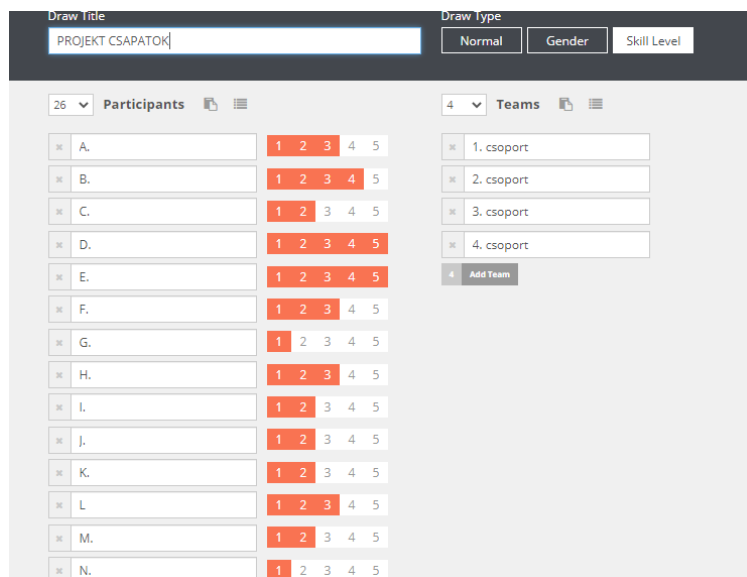 Draw Title Draw Type
PROJEKT CSAPATOK Normal Gender Skill Level
26 Participants 4 Teams
A. 1 2 3 4 5 1. csoport
B. 1 2 3 4 5 2. csoport
C. 1 2 3 4 5 3. csoport
D. 1 2 3 4 5 4. csoport
E. 1 2 3 4 5 4 Add Team
F. 1 2 3 4 5
G. 1 2 3 4 5
H. 1 2 3 4 5
I. 1 2 3 4 5
J. 1 2 3 4 5
K. 1 2 3 4 5
L 1 2 3 4 5
M. 1 2 3 4 5
N. 1 2 3 4 5